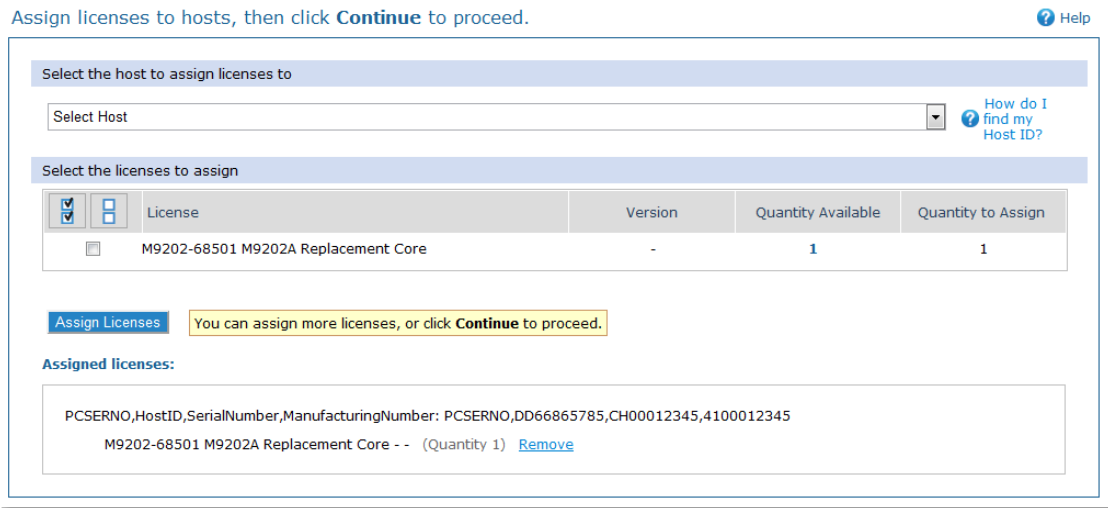 Assign licenses to hosts, then click Continue to proceed.
Help
Select the host to assign licenses to
Select Host
How do I
find my
Host ID?
Select the licenses to assign
License Version Quantity Available Quantity to Assign
M9202-68501 M9202A Replacement Core - 1 1
Assign Licenses
You can assign more licenses, or click Continue to proceed.
Assigned licenses:
PCSERNO,HostID,SerialNumber,ManufacturingNumber: PCSERNO,DD66865785,CH00012345,4100012345
M9202-68501 M9202A Replacement Core - - (Quantity 1) Remove